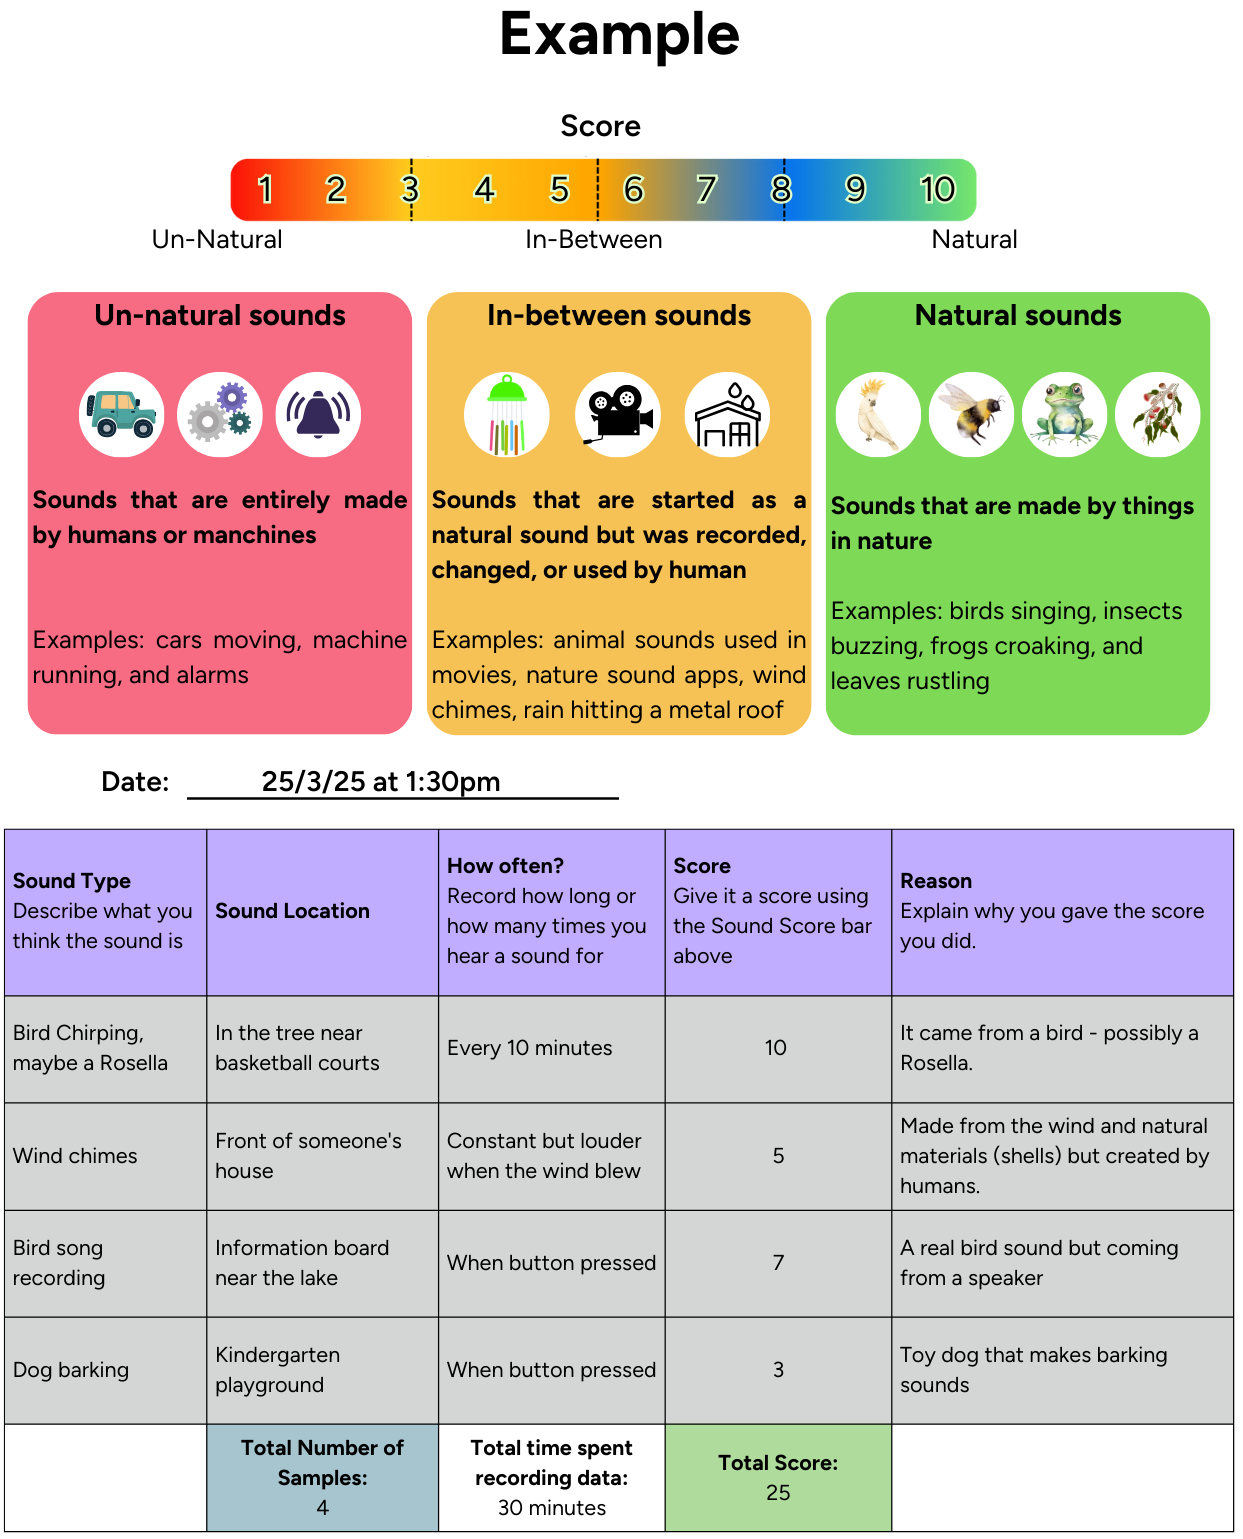 Example
Score
1 2 3 4 5 6 7 8 9 10
Un-Natural In-Between Natural
Un-natural sounds
Sounds that are entirely made
by humans or manchines
Examples: cars moving, machine
running, and alarms
In-between sounds
Sounds that are started as a
natural sound but was recorded,
changed, or used by human
Examples: animal sounds used in
movies, nature sound apps, wind
chimes, rain hitting a metal roof
Natural sounds
Sounds that are made by things
in nature
Examples: birds singing, insects
buzzing, frogs croaking, and
leaves rustling
Date: 25/3/25 at 1:30pm
Sound Type
Describe what you
think the sound is
Sound Location
How often?
Record how long or
how many times you
hear a sound for
Score
Give it a score using
the Sound Score bar
above
Reason
Explain why you gave the score
you did.
Bird Chirping,
maybe a Rosella
In the tree near
basketball courts
Every 10 minutes
10
It came from a bird - possibly a
Rosella.
Wind chimes
Front of someone's
house
Constant but louder
when the wind blew
5
Made from the wind and natural
materials (shells) but created by
humans.
Bird song
recording
Information board
near the lake
When button pressed
7
A real bird sound but coming
from a speaker
Dog barking
Kindergarten
playground
When button pressed
3
Toy dog that makes barking
sounds
Total Number of
Samples:
4
Total time spent
recording data:
30 minutes
Total Score:
25